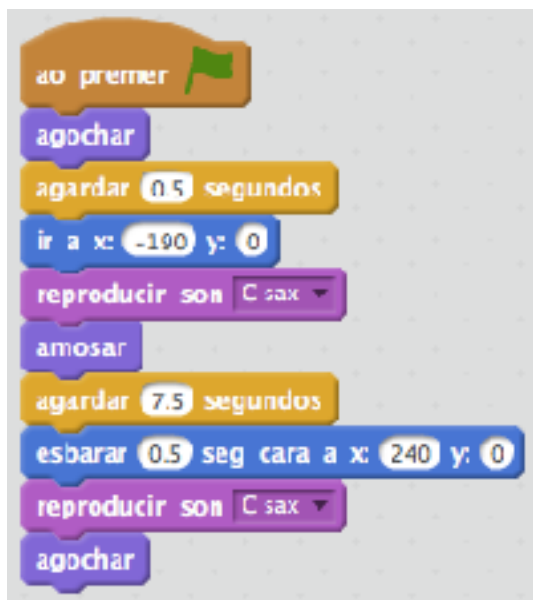 ao premer
agochar
agardar 0.5 segundos
ir a x: -190 y: 0
reproducir son C sax
amosar
agardar 7.5 segundos
esbarar 0.5 seg cara a x: 240 y: 0
reproducir son C sax
agochar